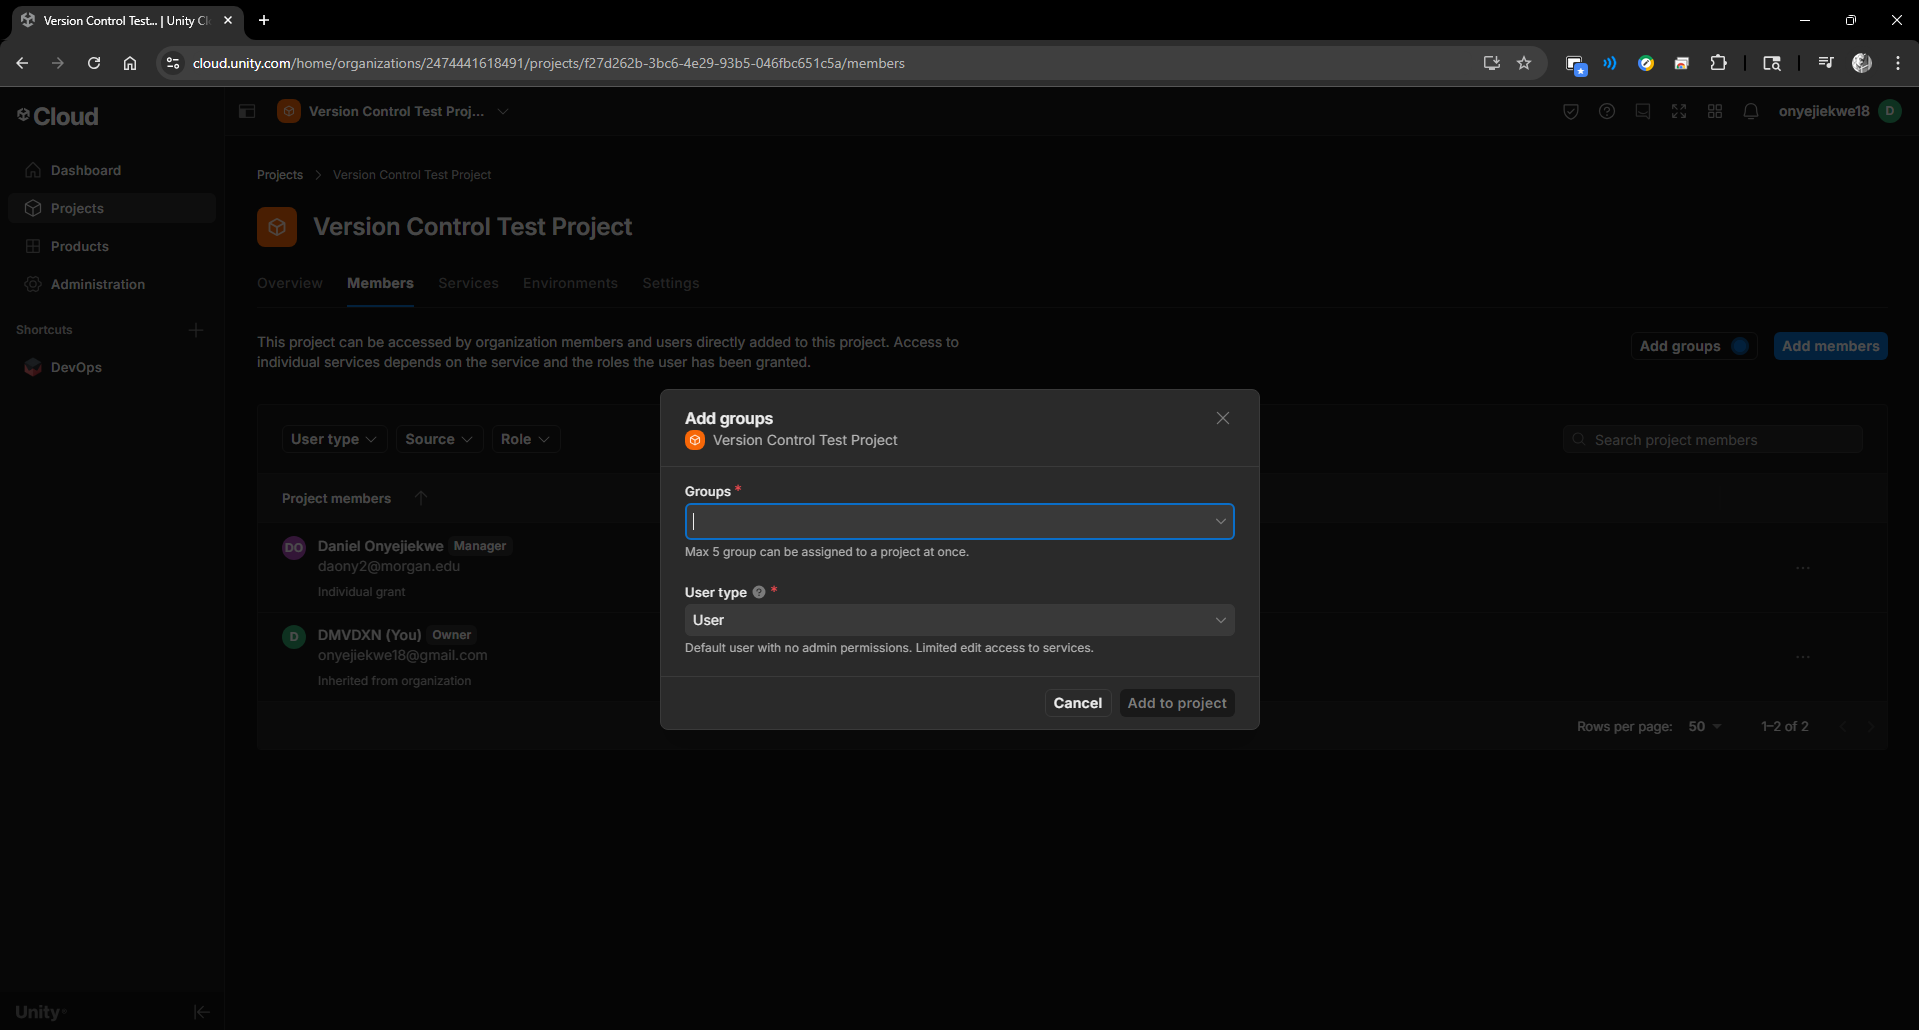 Version Control Test... | Unity Cl
cloud.unity.com/home/organizations/2474441618491/projects/f27d262b-3bc6-4e29-93b5-046fbc651c5a/members
Cloud
Version Control Test Proj...
onyejiekwe18
D
Dashboard
Projects
Products
Administration
Shortcuts
DevOps
Projects
Version Control Test Project
Version Control Test Project
Overview
Members
Services
Environments
Settings
This project can be accessed by organization members and users directly added to this project. Access to
individual services depends on the service and the roles the user has been granted.
Add groups
Add members
User type
Source
Role
Search project members
Project members
DO
Daniel Onyejiekwe
Manager
daony2@morgan.edu
Individual grant
D
DMVDXN (You)
Owner
onyejiekwe18@gmail.com
Inherited from organization
Rows per page:
50
1–2 of 2
Add groups
Version Control Test Project
Groups *
Max 5 group can be assigned to a project at once.
User type ? *
User
Default user with no admin permissions. Limited edit access to services.
Cancel
Add to project
Unity